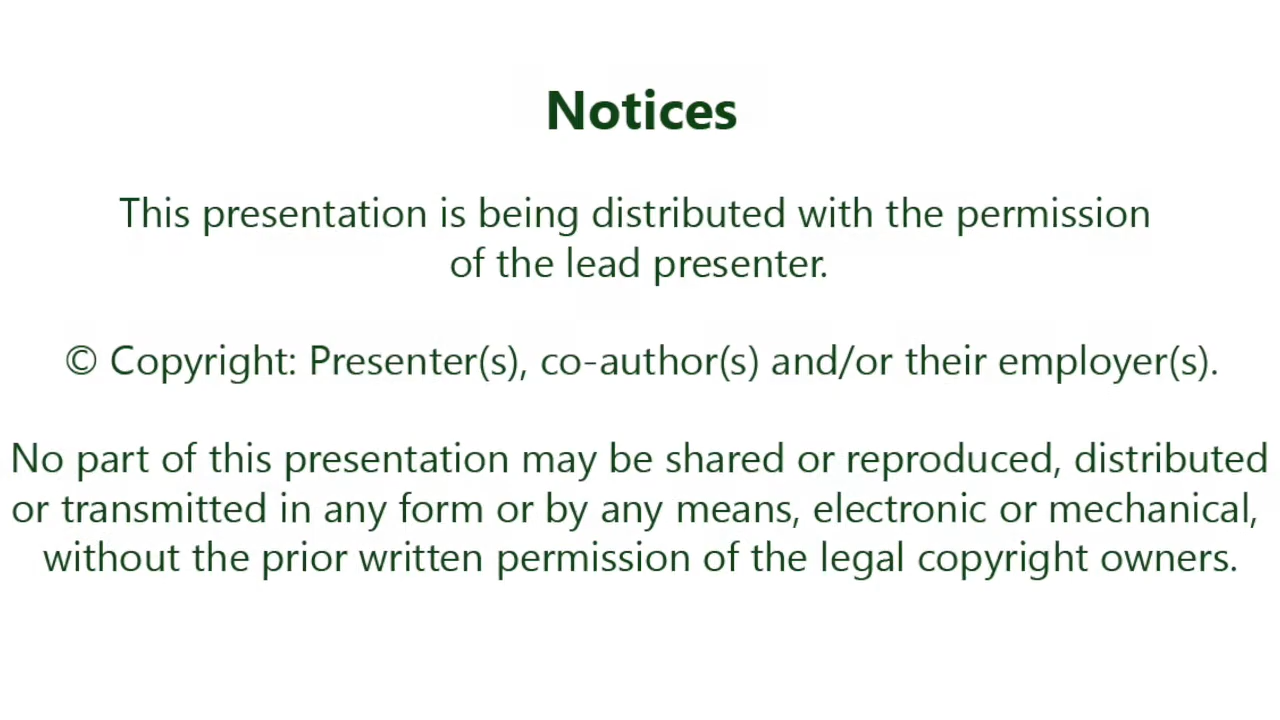 Notices
This presentation is being distributed with the permission
of the lead presenter.
© Copyright: Presenter(s), co-author(s) and/or their employer(s).
No part of this presentation may be shared or reproduced, distributed
or transmitted in any form or by any means, electronic or mechanical,
without the prior written permission of the legal copyright owners.